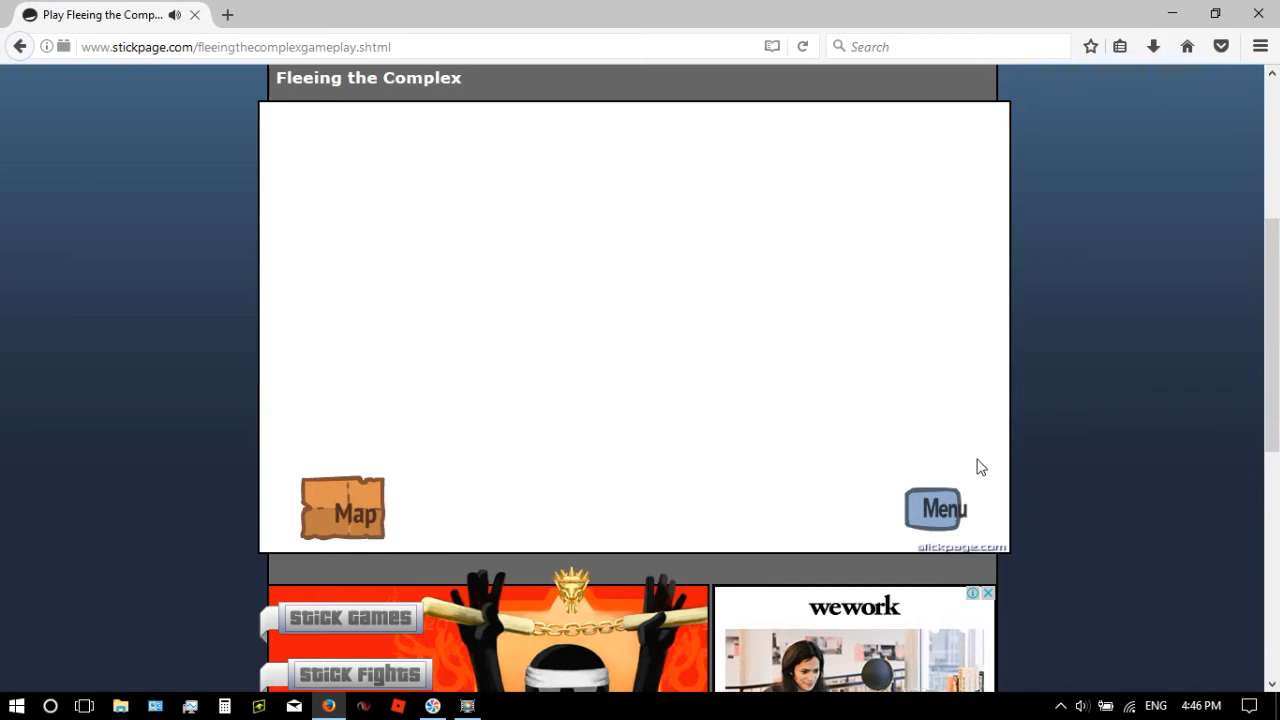 Play Fleeing the Comp...
www.stickpage.com/fleeingthecomplexgameplay.shtml
Search
Fleeing the Complex
Map
Menu
stickpage.com
STICK GAMES
STICK FIGHTS
wework
ENG
4:46 PM